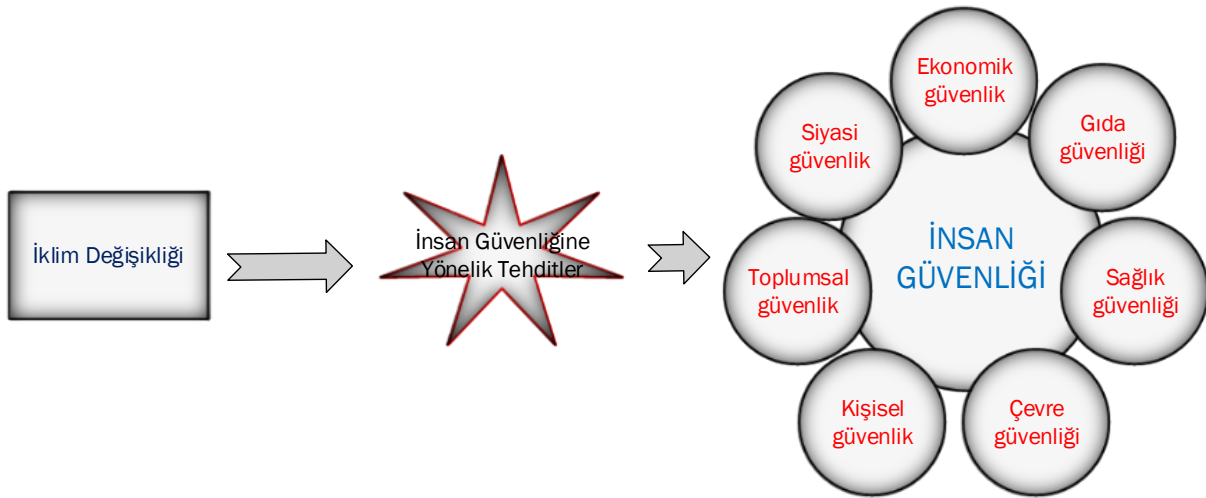 İklim Değişikliği
İnsan Güvenliğine
Yönelik Tehditler
İNSAN
GÜVENLİĞİ
Ekonomik
güvenlik
Gıda
güvenliği
Sağlık
güvenliği
Çevre
güvenliği
Kişisel
güvenlik
Toplumsal
güvenlik
Siyasi
güvenlik